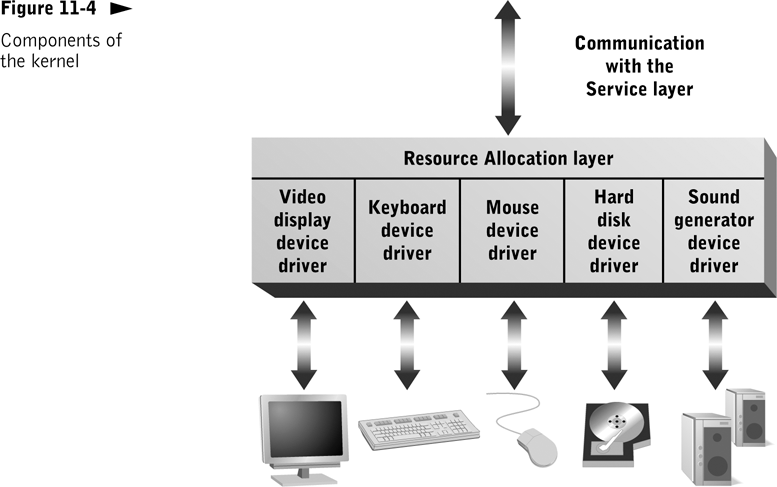 Figure 11-4 ►
Components of
the kernel
Communication
with the
Service layer
Resource Allocation layer
Video
display
device
driver
Keyboard
device
driver
Mouse
device
driver
Hard
disk
device
driver
Sound
generator
device
driver